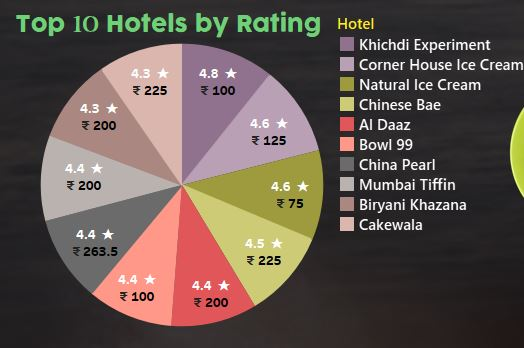 Top 10 Hotels by Rating
Hotel
Khichdi Experiment
Corner House Ice Cream
Natural Ice Cream
Chinese Bae
Al Daaz
Bowl 99
China Pearl
Mumbai Tiffin
Biryani Khazana
Cakewala
4.8 ★
₹ 100
4.6 ★
₹ 125
4.6 ★
₹ 75
4.5 ★
₹ 225
4.4 ★
₹ 200
4.4 ★
₹ 100
4.4 ★
₹ 263.5
4.4 ★
₹ 200
4.3 ★
₹ 200
4.3 ★
₹ 225